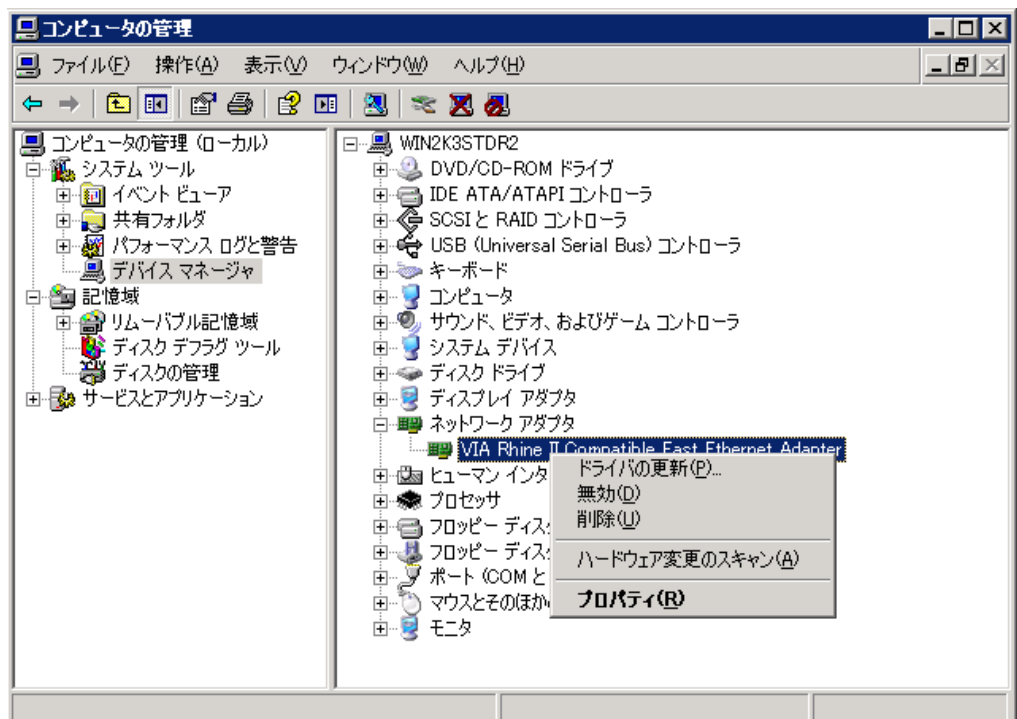 コンピュータの管理
ファイル(F) 操作(A) 表示(V) ウィンドウ(W) ヘルプ(H)
コンピュータの管理 (ローカル)
システム ツール
イベント ビューア
共有フォルダ
パフォーマンス ログと警告
デバイス マネージャ
記憶域
リムーバブル記憶域
ディスク デフラグ ツール
ディスクの管理
サービスとアプリケーション
WIN2K3STDR2
DVD/CD-ROM ドライブ
IDE ATA/ATAPI コントローラ
SCSI と RAID コントローラ
USB (Universal Serial Bus) コントローラ
キーボード
コンピュータ
サウンド、ビデオ、およびゲーム コントローラ
システム デバイス
ディスク ドライブ
ディスプレイ アダプタ
ネットワーク アダプタ
VIA Rhine II Compatible Fast Ethernet Adapter
ヒューマン インタ
プロセッサ
フロッピー ディス
フロッピー ディス
ポート (COM と
マウスとそのほか
モニタ
ドライバの更新(P)...
無効(D)
削除(U)
ハードウェア変更のスキャン(A)
プロパティ(R)